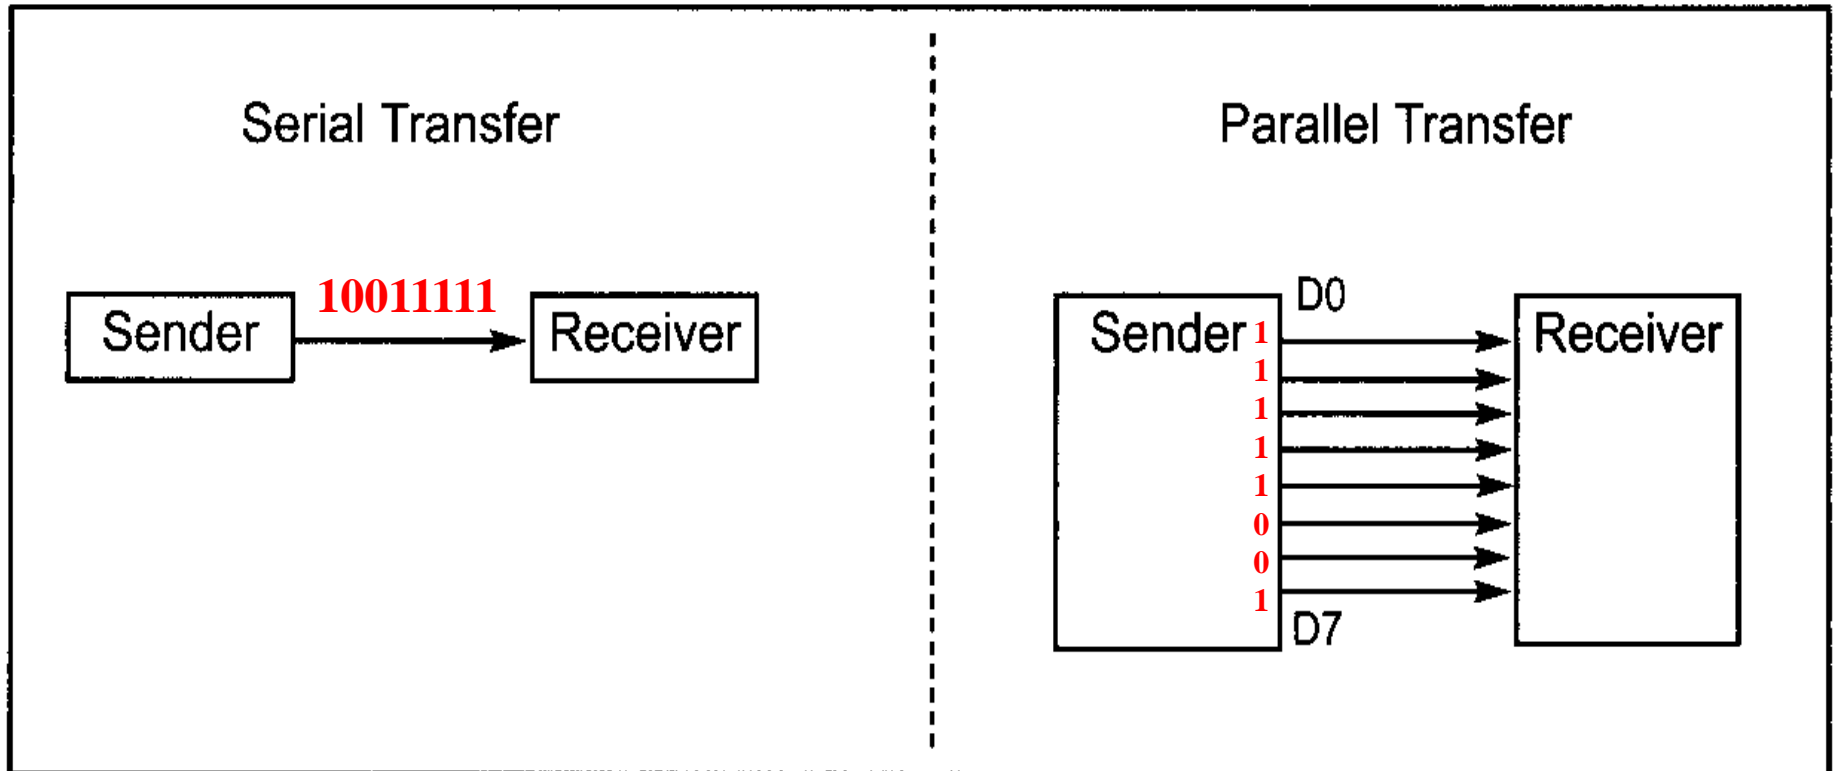 Serial Transfer
10011111
Sender
Receiver
Parallel Transfer
D0
Sender
1
1
1
1
1
0
0
1
D7
Receiver